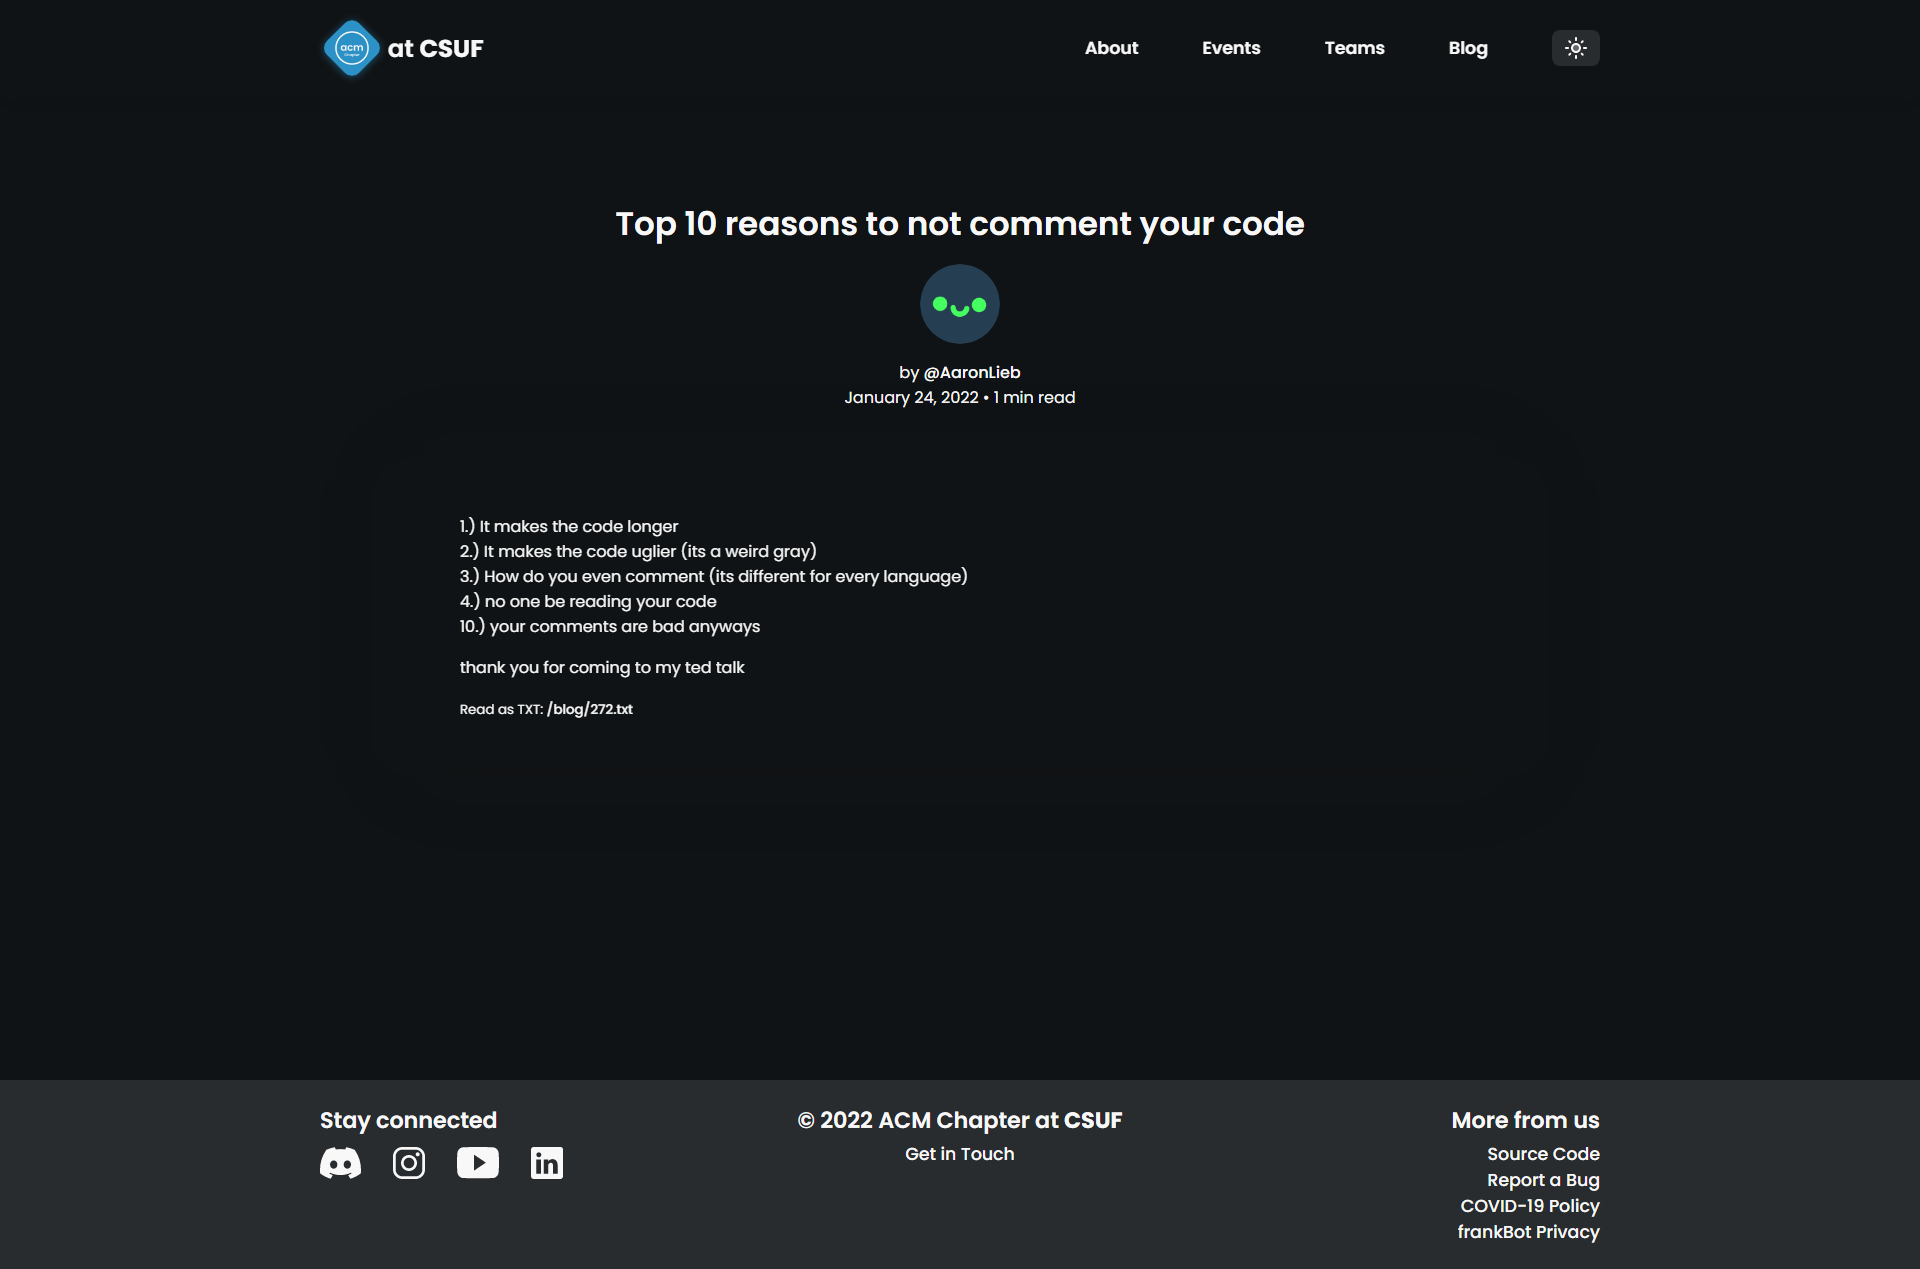 acm
Chapter
at CSUF
About
Events
Teams
Blog
Top 10 reasons to not comment your code
by @AaronLieb
January 24, 2022 • 1 min read
1.) It makes the code longer
2.) It makes the code uglier (its a weird gray)
3.) How do you even comment (its different for every language)
4.) no one be reading your code
10.) your comments are bad anyways
thank you for coming to my ted talk
Read as TXT: /blog/272.txt
Stay connected
© 2022 ACM Chapter at CSUF
Get in Touch
More from us
Source Code
Report a Bug
COVID-19 Policy
frankBot Privacy